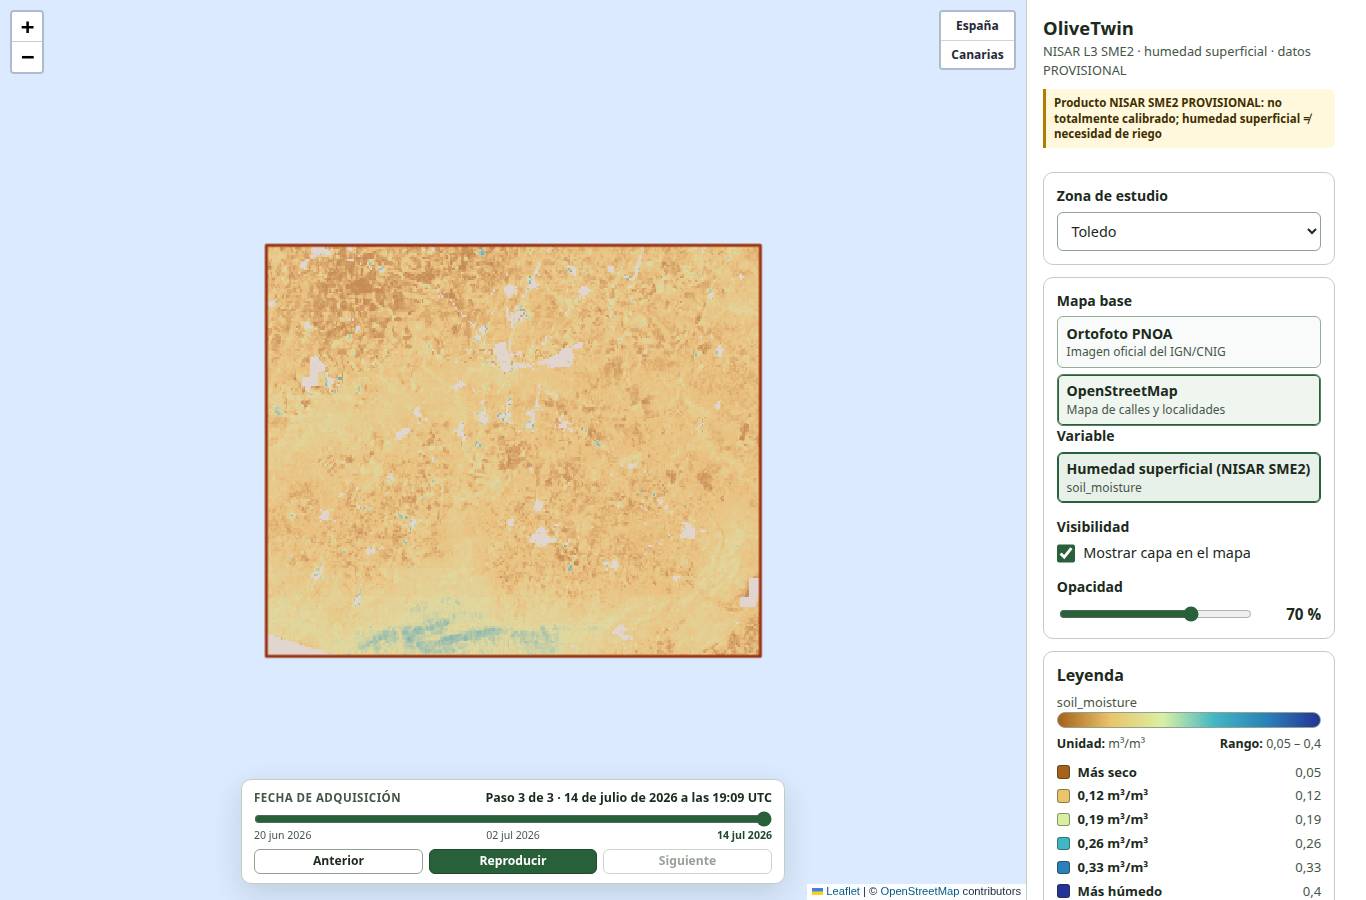 +
−
España
Canarias
FECHA DE ADQUISICIÓN
Paso 3 de 3 · 14 de julio de 2026 a las 19:09 UTC
20 jun 2026
02 jul 2026
14 jul 2026
Anterior
Reproducir
Siguiente
Leaflet | © OpenStreetMap contributors
OliveTwin
NISAR L3 SME2 · humedad superficial · datos
PROVISIONAL
Producto NISAR SME2 PROVISIONAL: no
totalmente calibrado; humedad superficial ≠
necesidad de riego
Zona de estudio
Toledo
Mapa base
Ortofoto PNOA
Imagen oficial del IGN/CNIG
OpenStreetMap
Mapa de calles y localidades
Variable
Humedad superficial (NISAR SME2)
soil_moisture
Visibilidad
Mostrar capa en el mapa
Opacidad
70 %
Leyenda
soil_moisture
Unidad: m³/m³
Rango: 0,05 – 0,4
Más seco 0,05
0,12 m³/m³ 0,12
0,19 m³/m³ 0,19
0,26 m³/m³ 0,26
0,33 m³/m³ 0,33
Más húmedo 0,4